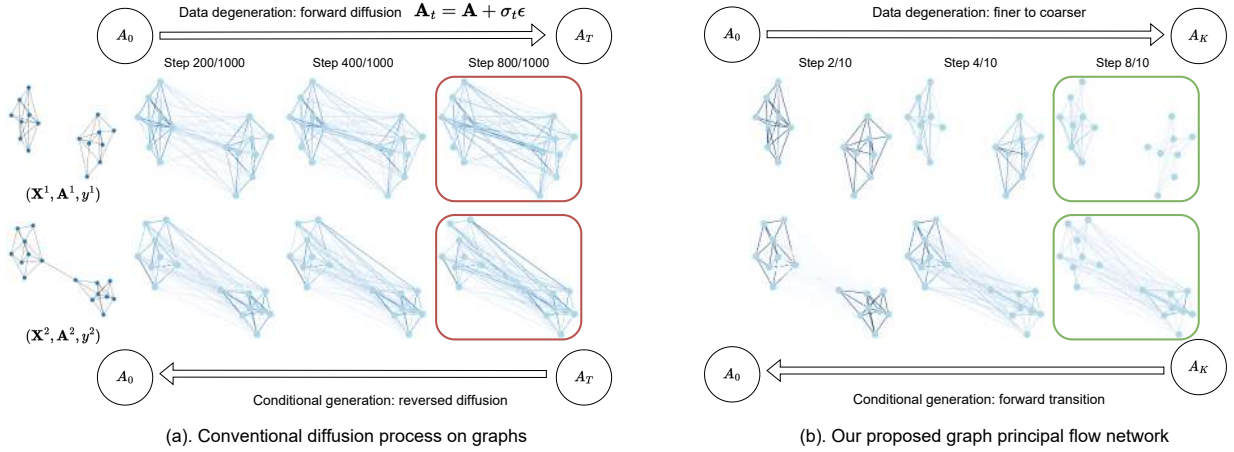 Data degeneration: forward diffusion A_t = A + σ_tϵ
A_0
A_T
Step 200/1000
Step 400/1000
Step 800/1000
(X^1, A^1, y^1)
(X^2, A^2, y^2)
A_0
A_T
Conditional generation: reversed diffusion
(a). Conventional diffusion process on graphs
Data degeneration: finer to coarser
A_0
A_K
Step 2/10
Step 4/10
Step 8/10
A_0
A_K
Conditional generation: forward transition
(b). Our proposed graph principal flow network